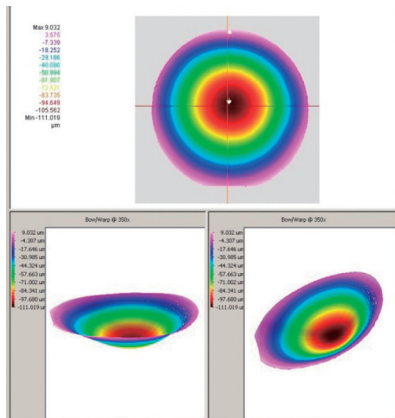 Max 9.032
3.575
-7.339
-18.252
-29.166
-40.080
-50.994
-61.907
-72.821
-83.735
-94.649
-105.562
Min -111.019
µm
Bow/Warp @ 350x
9.032 um
-4.307 um
-17.646 um
-30.985 um
-44.324 um
-57.663 um
-71.002 um
-84.341 um
-97.680 um
-111.019 um
Bow/Warp @ 350x
9.032 um
-4.307 um
-17.646 um
-30.985 um
-44.324 um
-57.663 um
-71.002 um
-84.341 um
-97.680 um
-111.019 um